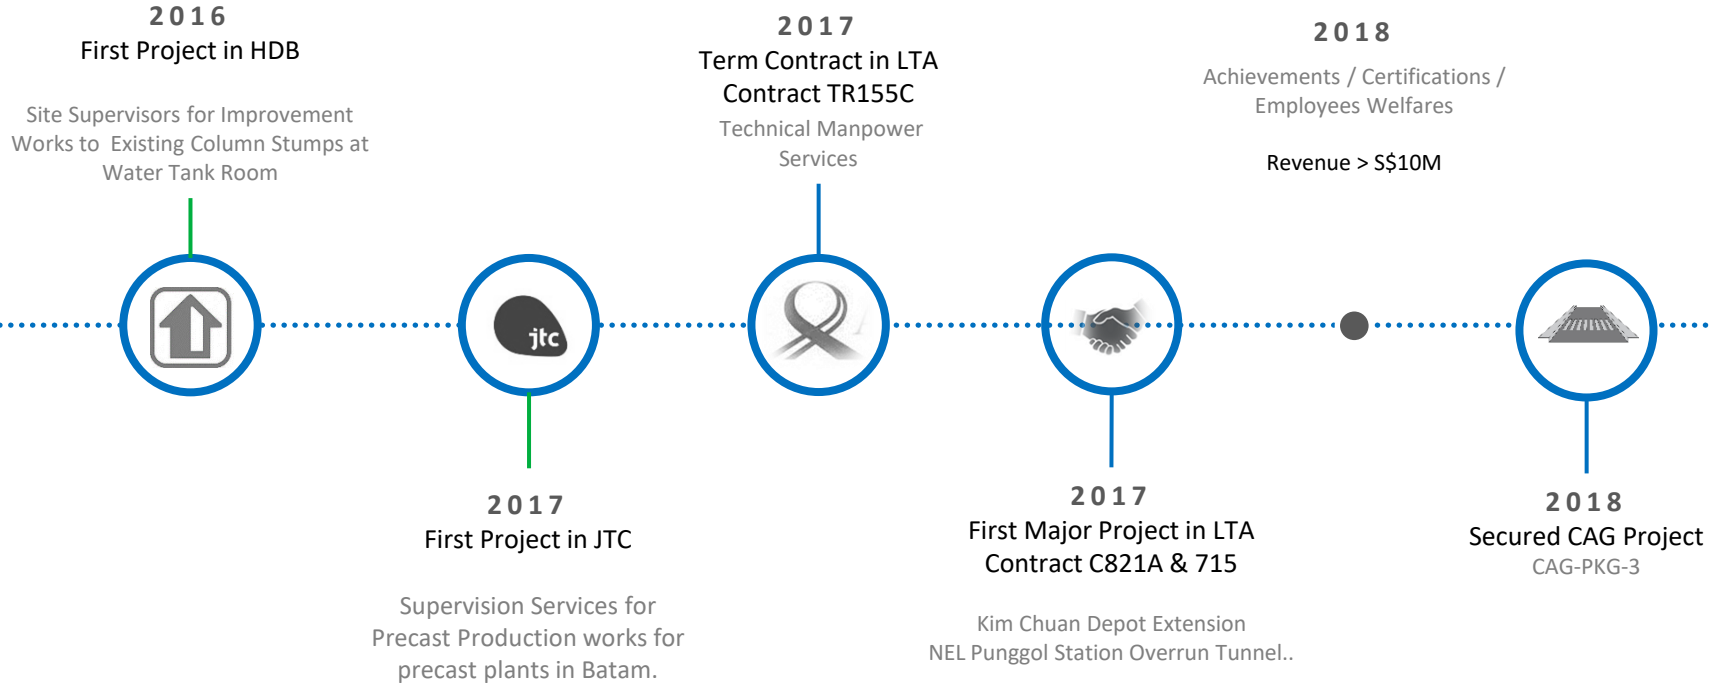 2016
First Project in HDB
Site Supervisors for Improvement
Works to Existing Column Stumps at
Water Tank Room
jtc
2017
First Project in JTC
Supervision Services for
Precast Production works for
precast plants in Batam.
2017
Term Contract in LTA
Contract TR155C
Technical Manpower
Services
2017
First Major Project in LTA
Contract C821A & 715
Kim Chuan Depot Extension
NEL Punggol Station Overrun Tunnel..
2018
Achievements / Certifications /
Employees Welfares
Revenue > S$10M
2018
Secured CAG Project
CAG-PKG-3